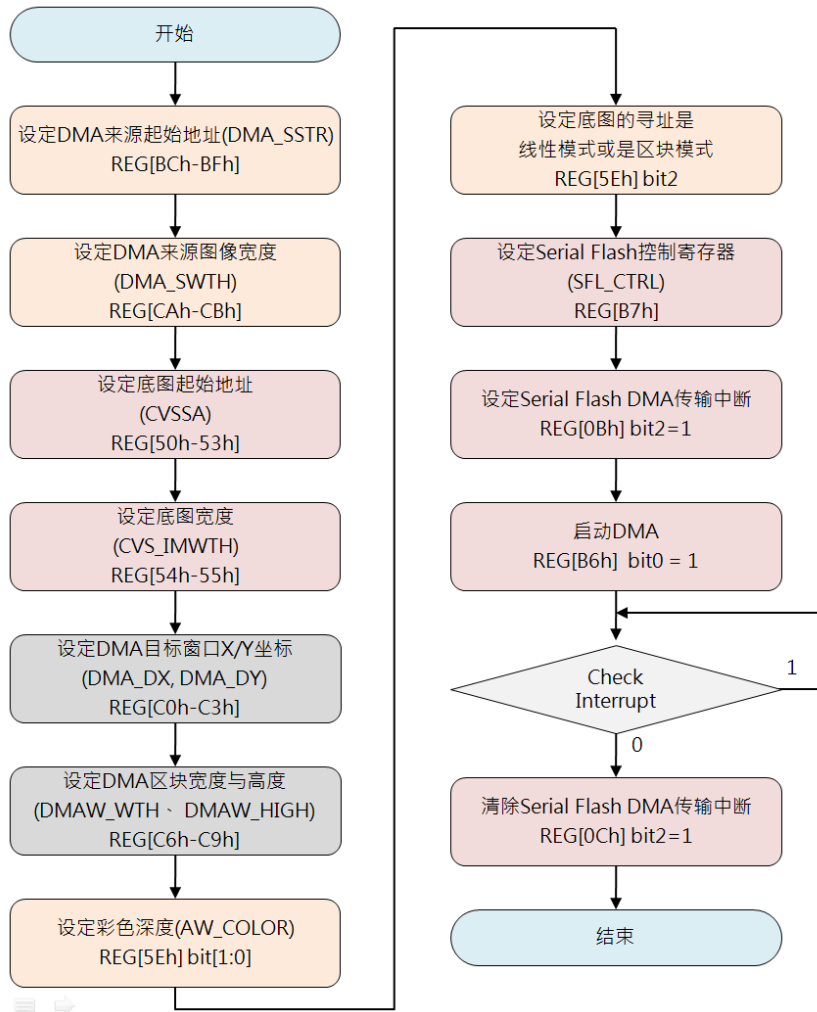 开始
设定DMA来源起始地址(DMA_SSTR)
REG[BCh-BFh]
设定DMA来源图像宽度
(DMA_SWTH)
REG[CAh-CBh]
设定底图起始地址
(CVSSA)
REG[50h-53h]
设定底图宽度
(CVS_IMWTH)
REG[54h-55h]
设定DMA目标窗口X/Y坐标
(DMA_DX, DMA_DY)
REG[C0h-C3h]
设定DMA区块宽度与高度
(DMAW_WTH、 DMAW_HIGH)
REG[C6h-C9h]
设定彩色深度(AW_COLOR)
REG[5Eh] bit[1:0]
设定底图的寻址是
线性模式或是区块模式
REG[5Eh] bit2
设定Serial Flash控制寄存器
(SFL_CTRL)
REG[B7h]
设定Serial Flash DMA传输中断
REG[0Bh] bit2=1
启动DMA
REG[B6h] bit0 = 1
Check
Interrupt
1
0
清除Serial Flash DMA传输中断
REG[0Ch] bit2=1
结束